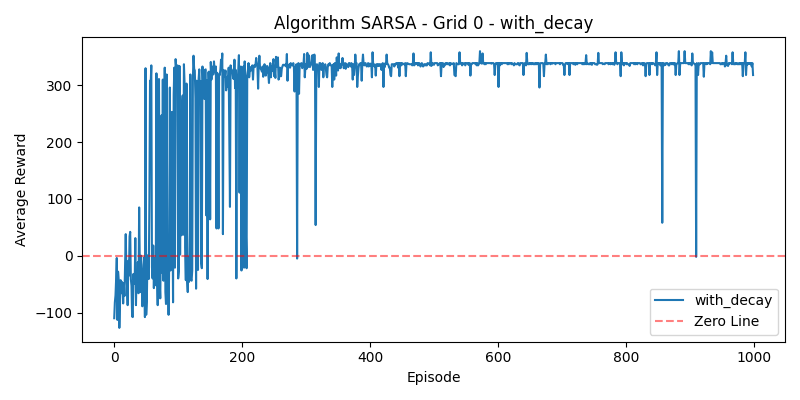 Algorithm SARSA - Grid 0 - with_decay
Average Reward
300
200
100
0
−100
0
200
400
600
800
1000
Episode
with_decay
Zero Line